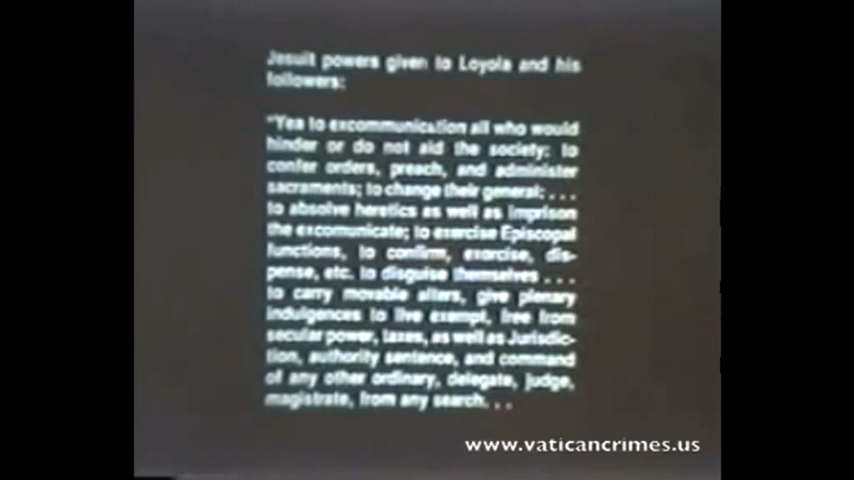 Jesuit powers given to Loyola and his
followers:
"Yea to excommunication all who would
hinder or do not aid the society: to
confer orders, preach, and administer
sacraments; to change their general; . . .
to absolve heretics as well as imprison
the excomunicate; to exercise Episcopal
functions, to confirm, exorcise, dis-
pense, etc. to disguise themselves . . .
to carry movable alters, give plenary
indulgences to live exempt, free from
secular power, taxes, as well as Jurisdic-
tion, authority sentence, and command
of any other ordinary, delegate, judge,
magistrate, from any search. . .
www.vaticancrimes.us